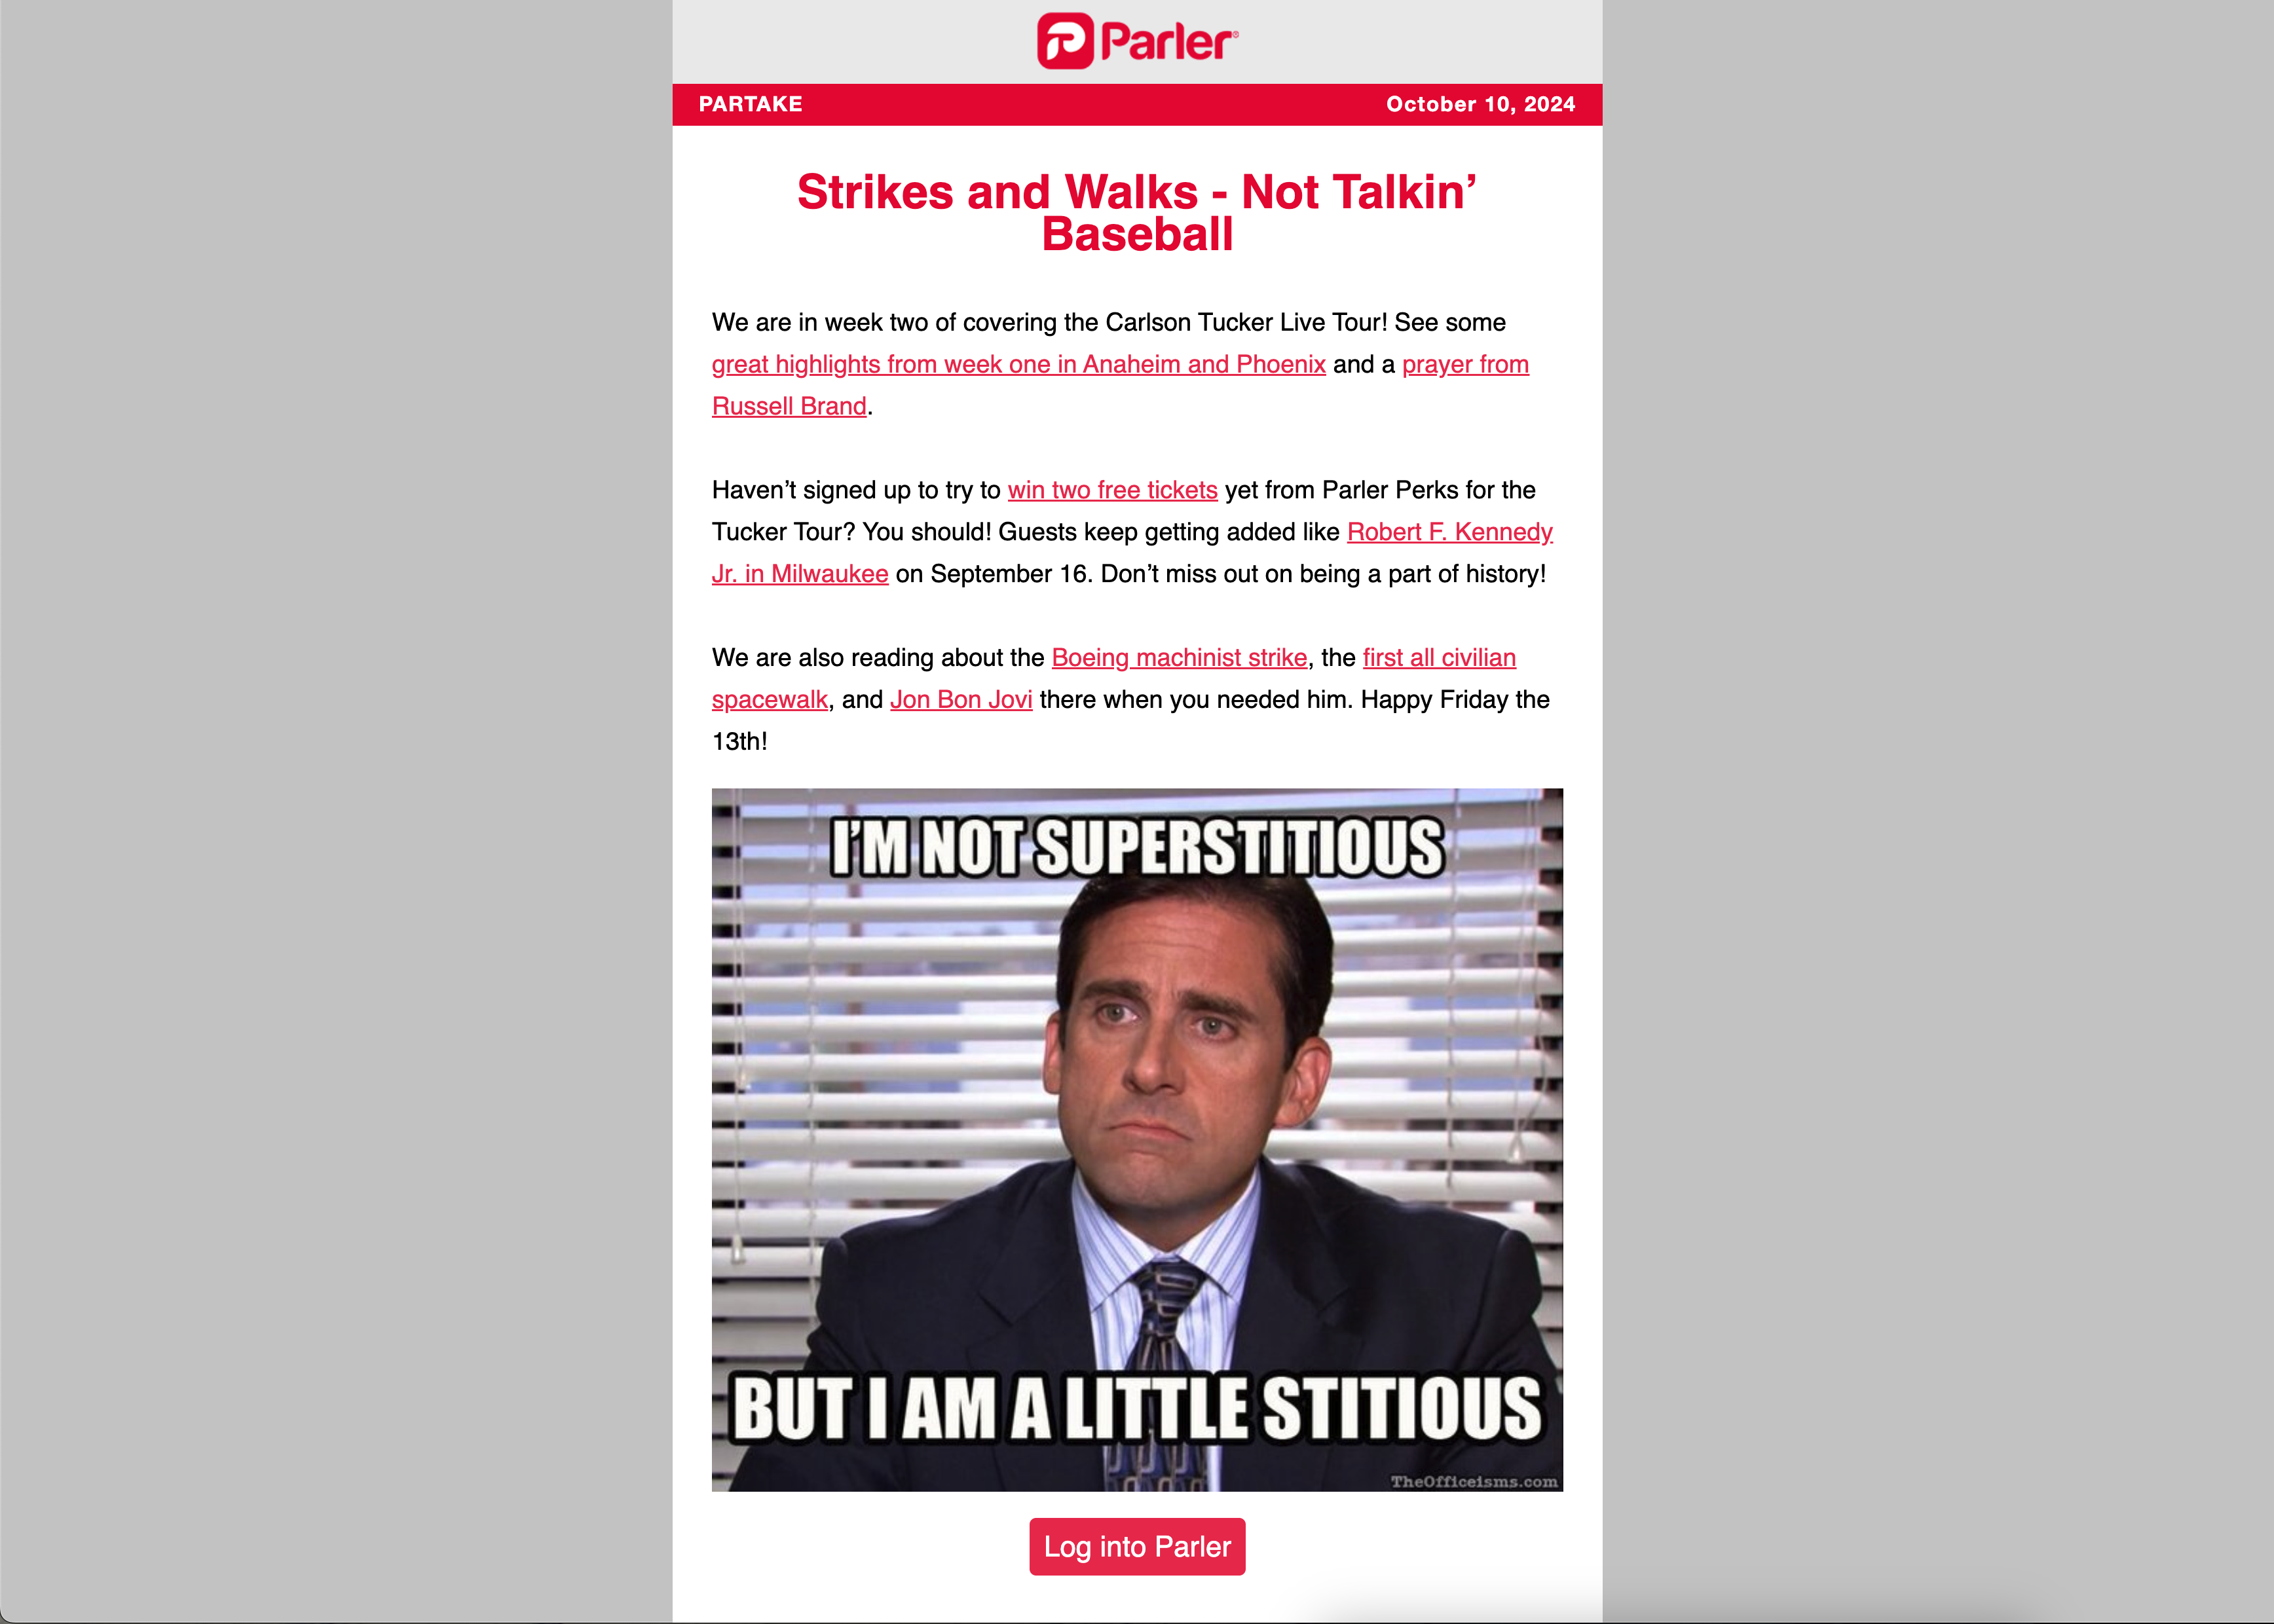 Parler®
PARTAKE
October 10, 2024
Strikes and Walks - Not Talkin’
Baseball
We are in week two of covering the Carlson Tucker Live Tour! See some
great highlights from week one in Anaheim and Phoenix and a prayer from
Russell Brand.
Haven’t signed up to try to win two free tickets yet from Parler Perks for the
Tucker Tour? You should! Guests keep getting added like Robert F. Kennedy
Jr. in Milwaukee on September 16. Don’t miss out on being a part of history!
We are also reading about the Boeing machinist strike, the first all civilian
spacewalk, and Jon Bon Jovi there when you needed him. Happy Friday the
13th!
I’M NOT SUPERSTITIOUS
BUT I AM A LITTLE STITIOUS
TheOfficeisms.com
Log into Parler